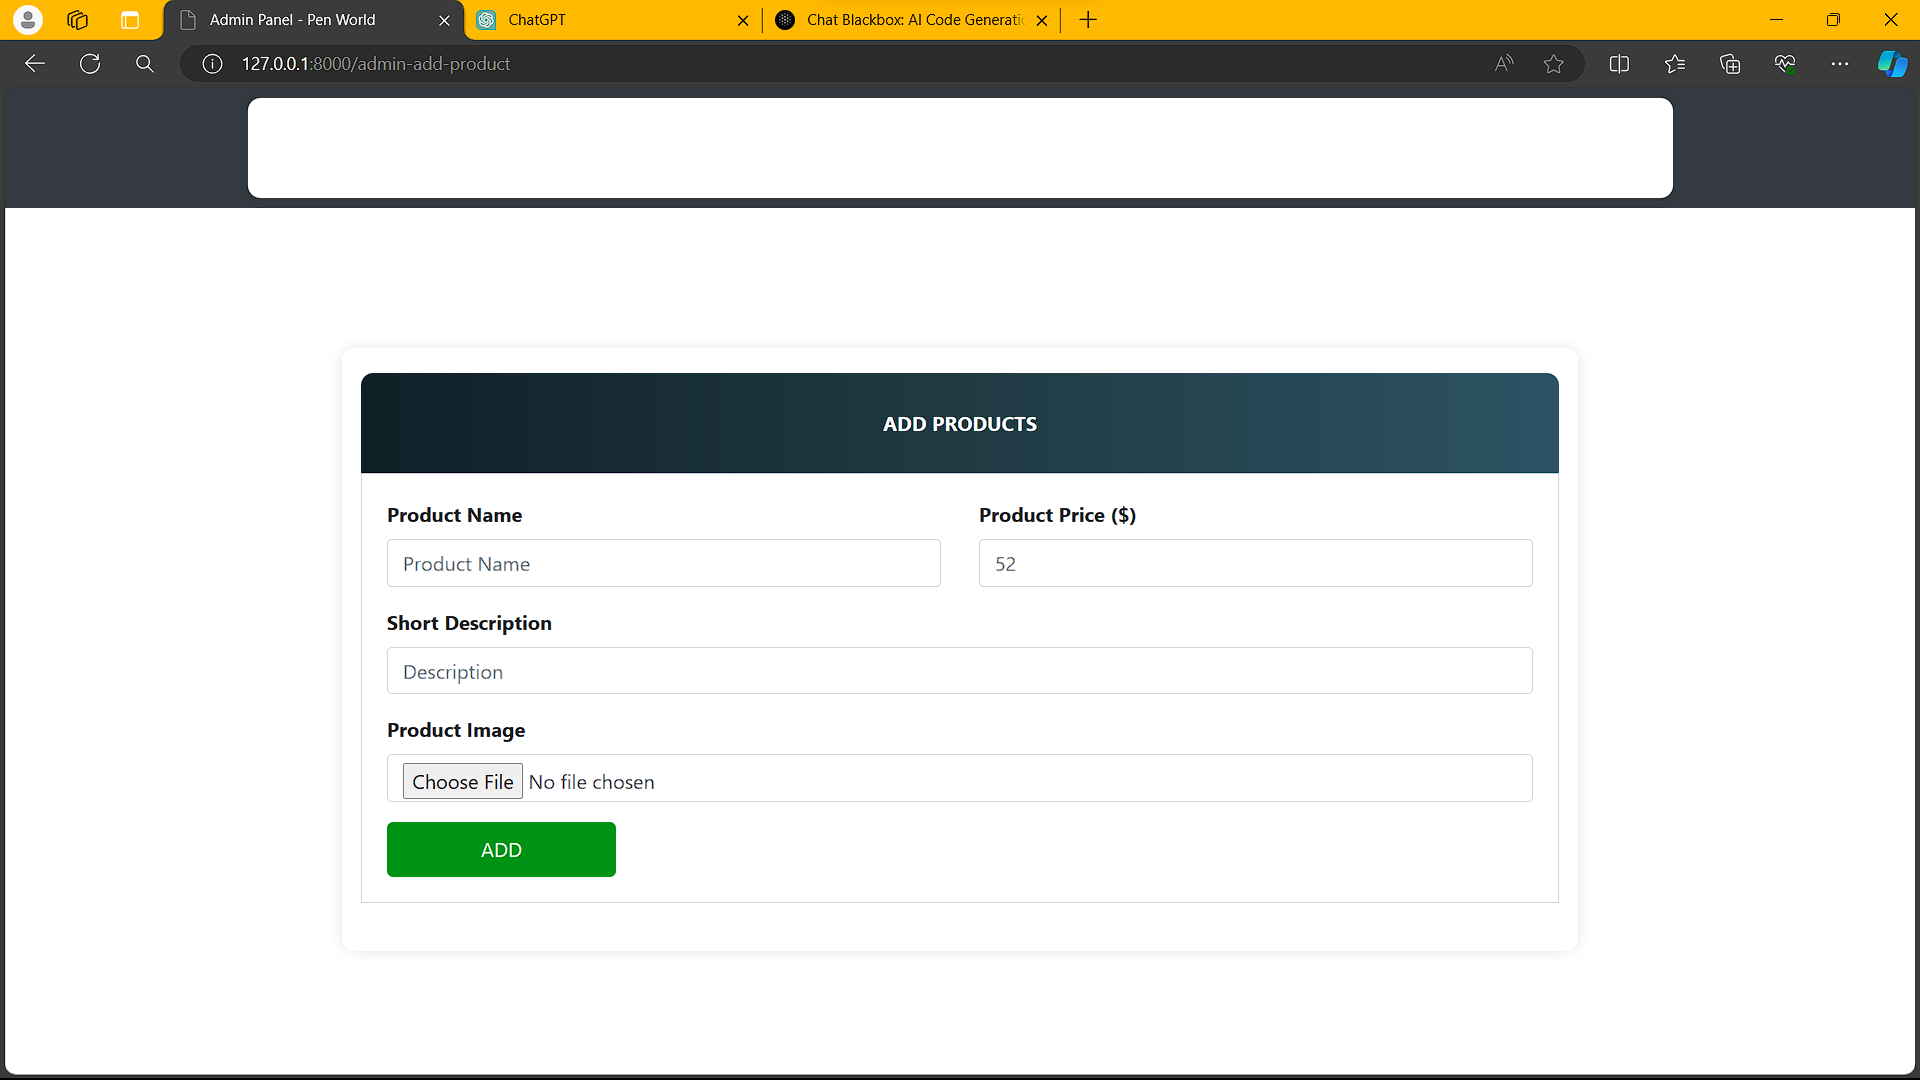 Admin Panel - Pen World
ChatGPT
Chat Blackbox: AI Code Generatic
127.0.0.1:8000/admin-add-product
ADD PRODUCTS
Product Name
Product Price ($)
Product Name
52
Short Description
Description
Product Image
Choose File No file chosen
ADD